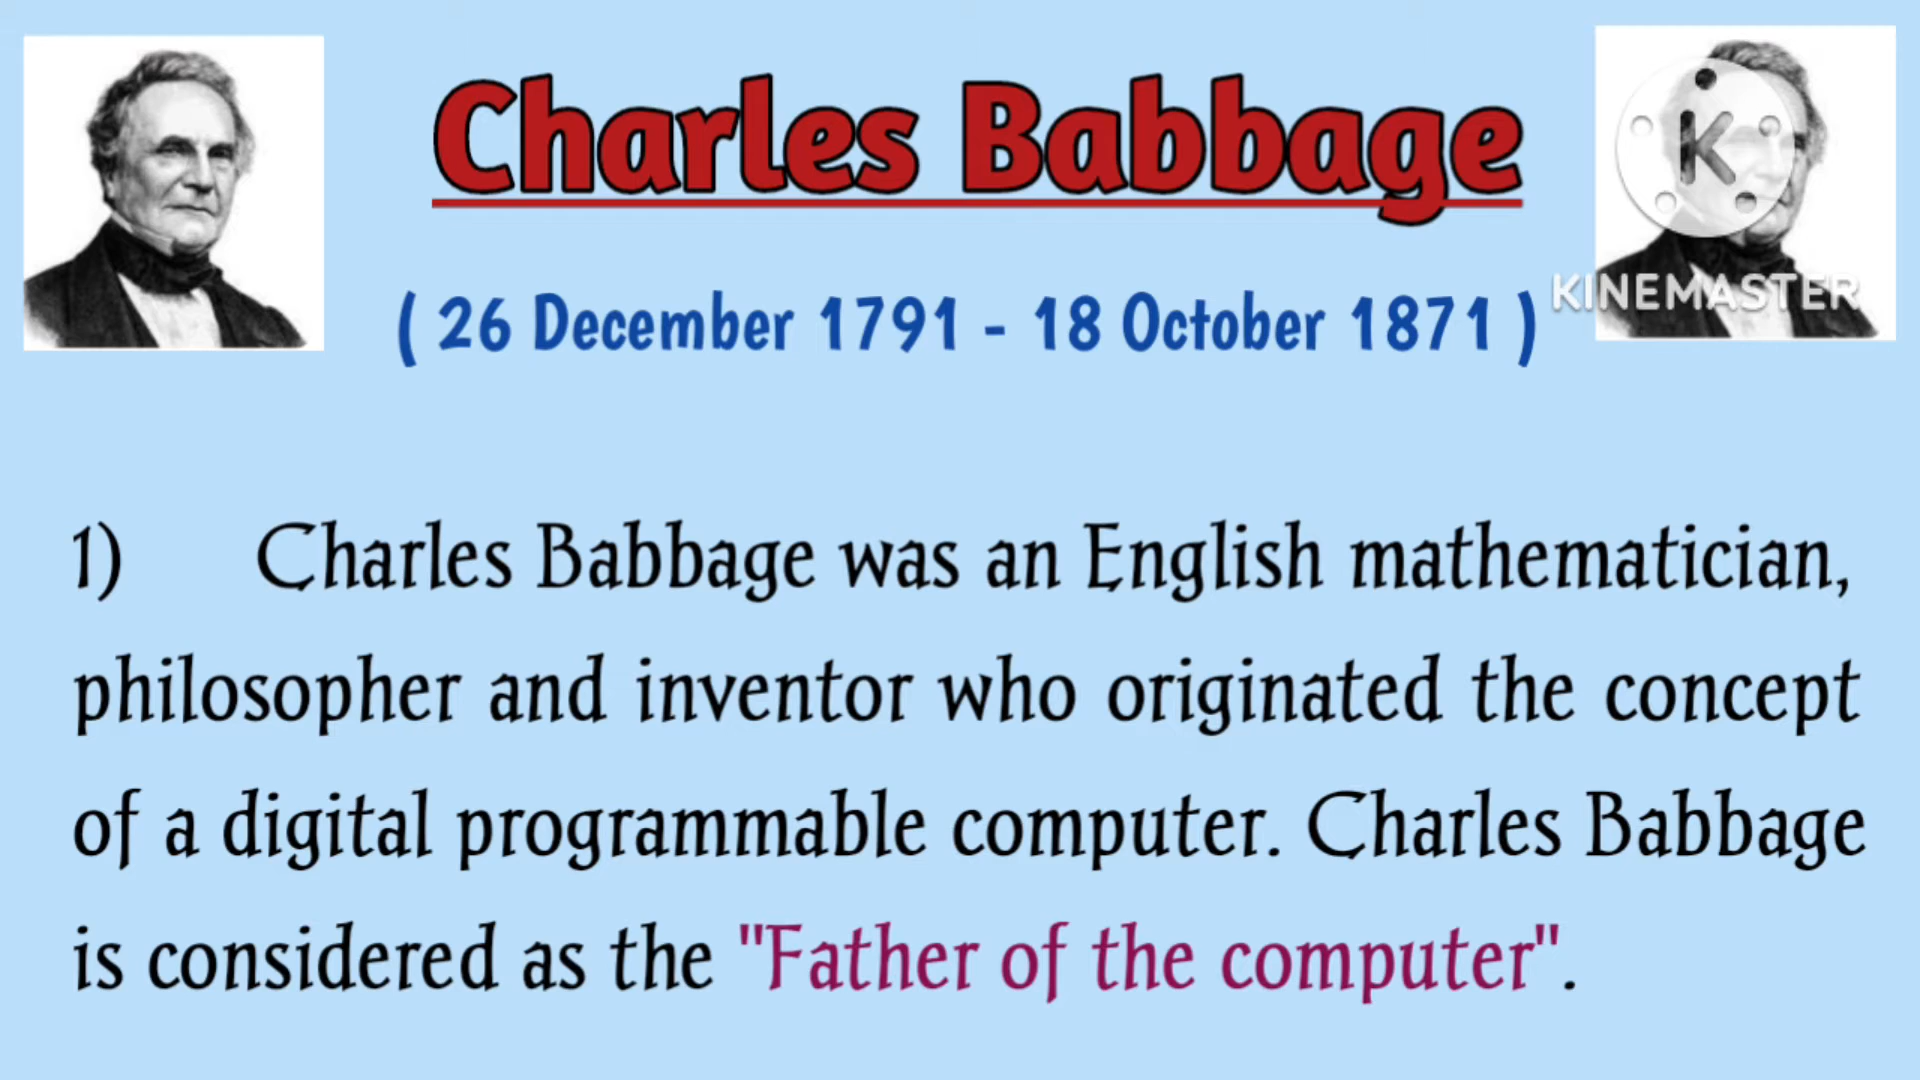 Charles Babbage
K
KINEMASTER
( 26 December 1791 - 18 October 1871 )
1) Charles Babbage was an English mathematician,
philosopher and inventor who originated the concept
of a digital programmable computer. Charles Babbage
is considered as the "Father of the computer".